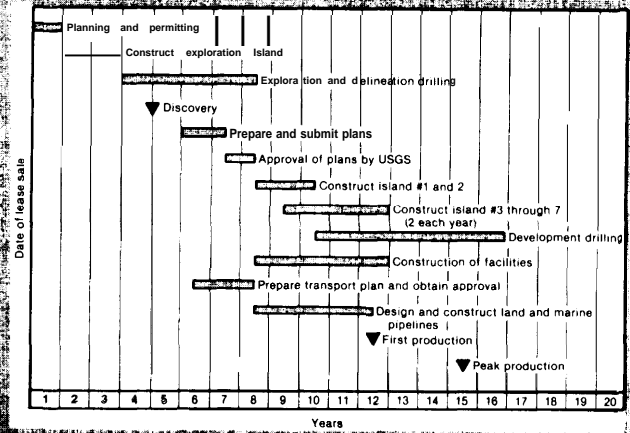 Planning and permitting
Construct exploration Island
Exploration and delineation drilling
Discovery
Prepare and submit plans
Approval of plans by USGS
Construct island #1 and 2
Construct island #3 through 7
(2 each year)
Development drilling
Construction of facilities
Prepare transport plan and obtain approval
Design and construct land and marine
pipelines
First production
Peak production
Date of lease sale
1 2 3 4 5 6 7 8 9 10 11 12 13 14 15 16 17 18 19 20
Years